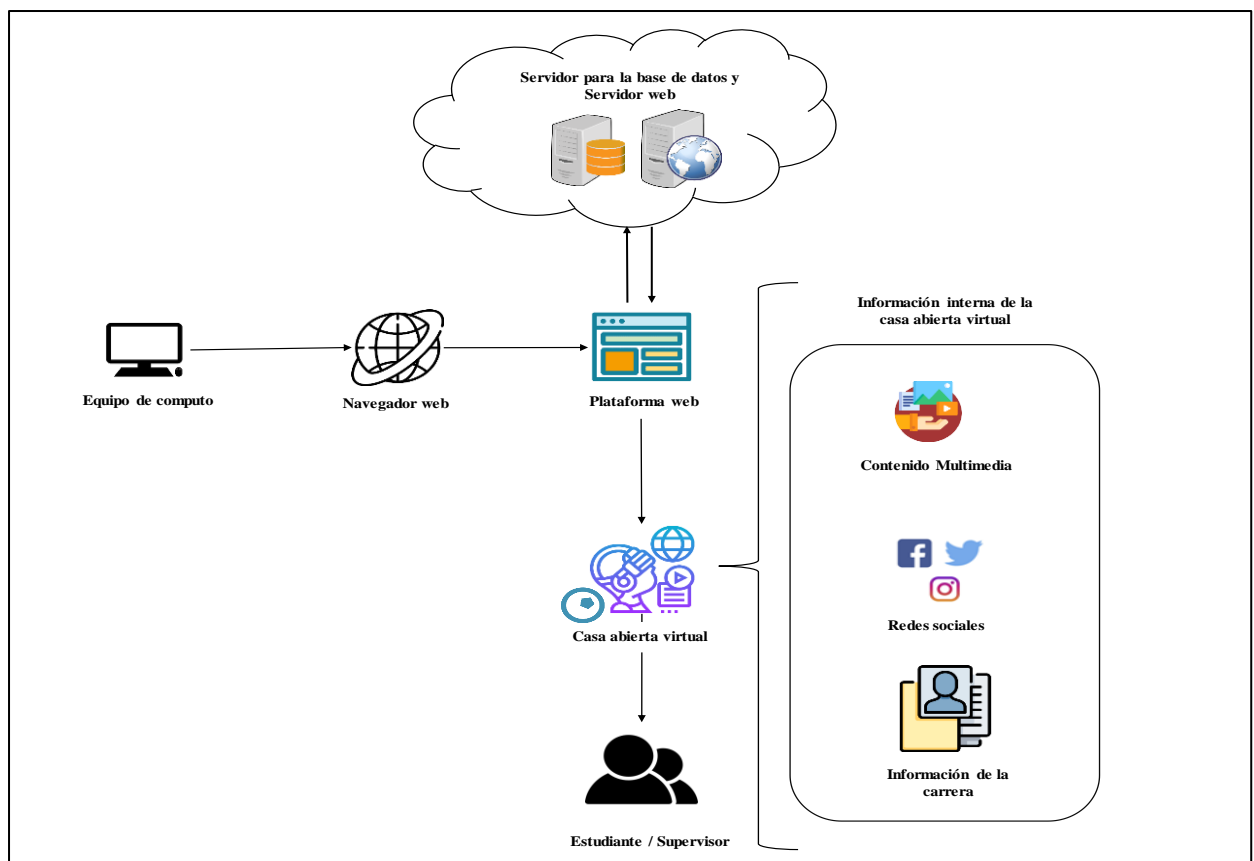 Servidor para la base de datos y
Servidor web
Información interna de la
casa abierta virtual
Equipo de computo
Navegador web
Plataforma web
Contenido Multimedia
Redes sociales
Casa abierta virtual
Información de la
carrera
Estudiante / Supervisor